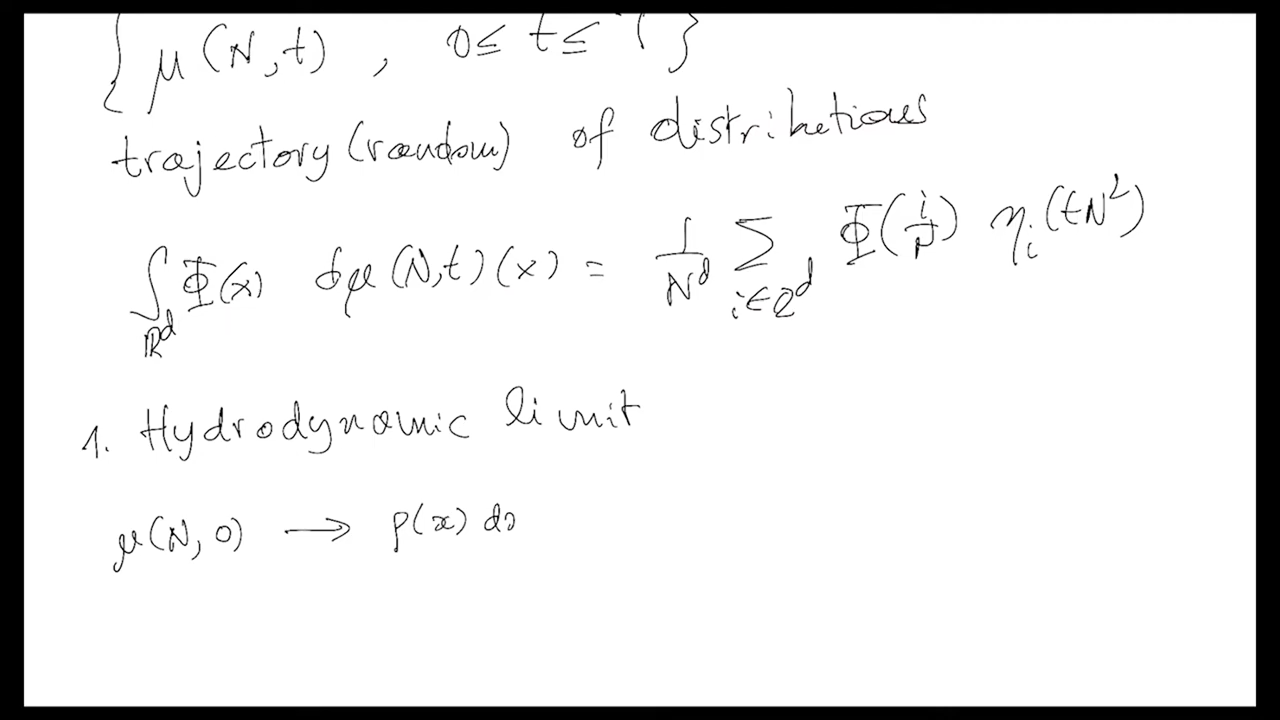 { μ(N,t) , 0 ≤ t ≤ T }
trajectory (random) of distributions
∫_{ℝ^d} Φ(x) dμ(N,t)(x) = 1/N^d ∑_{i∈ℤ^d} Φ(i/N) η_i(tN²)
1. Hydrodynamic limit
μ(N,0) → ρ(x) dx